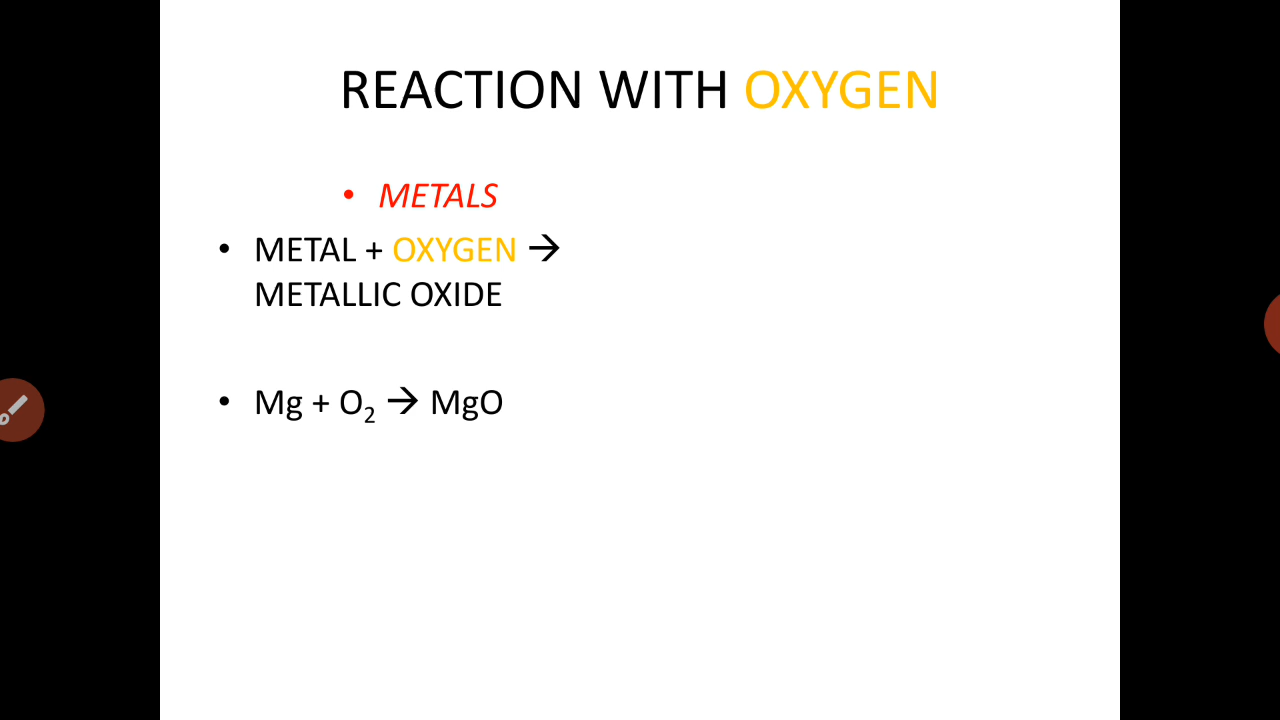 REACTION WITH OXYGEN
• METALS
• METAL + OXYGEN →
METALLIC OXIDE
• Mg + O₂ → MgO